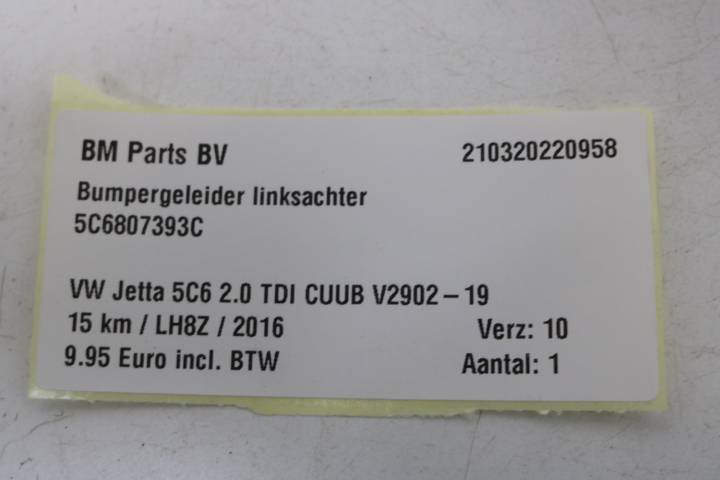 BM Parts BV 210320220958
Bumpergeleider linksachter
5C6807393C
VW Jetta 5C6 2.0 TDI CUUB V2902-19
15 km / LH8Z / 2016 Verz: 10
9.95 Euro incl. BTW Aantal: 1